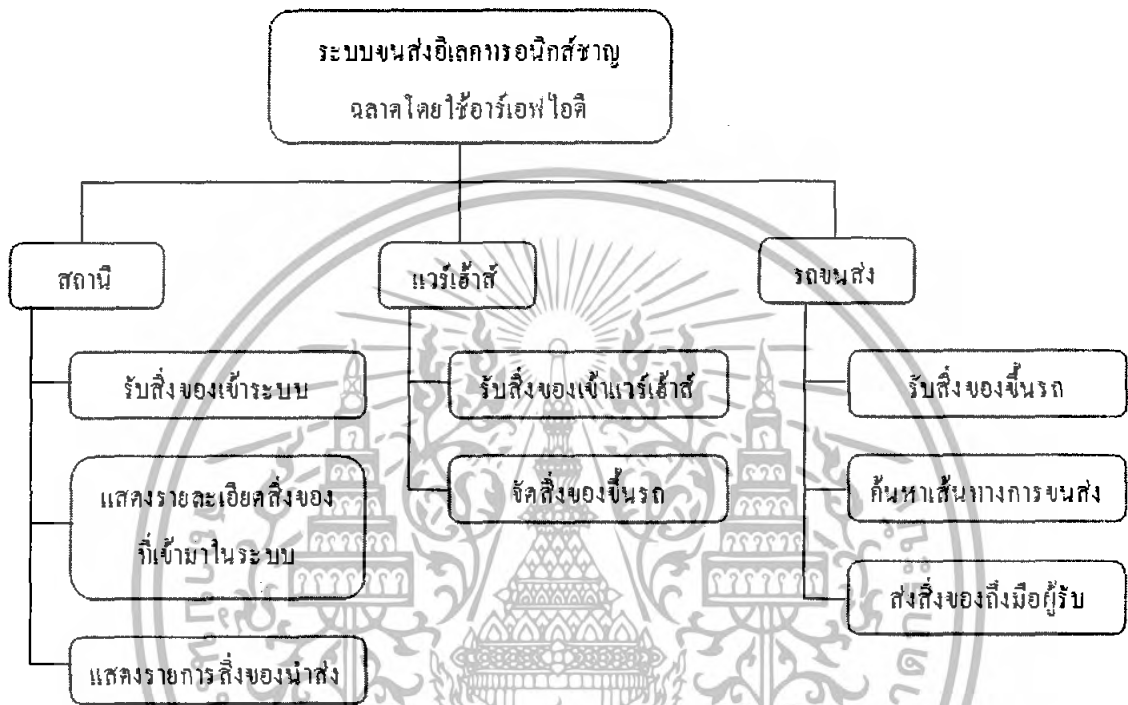 ระบบขนส่งอิเลคทรอนิกส์ชาญ
ฉลาดโดยใช้อาร์เอฟไอดี
สถานี
แวร์เฮ้าส์
รถขนส่ง
รับสิ่งของเข้าระบบ
แสดงรายละเอียดสิ่งของ
ที่เข้ามาในระบบ
แสดงรายการสิ่งของนำส่ง
รับสิ่งของเข้าแวร์เฮ้าส์
จัดสิ่งของขึ้นรถ
รับสิ่งของขึ้นรถ
ค้นหาเส้นทางการขนส่ง
ส่งสิ่งของถึงมือผู้รับ